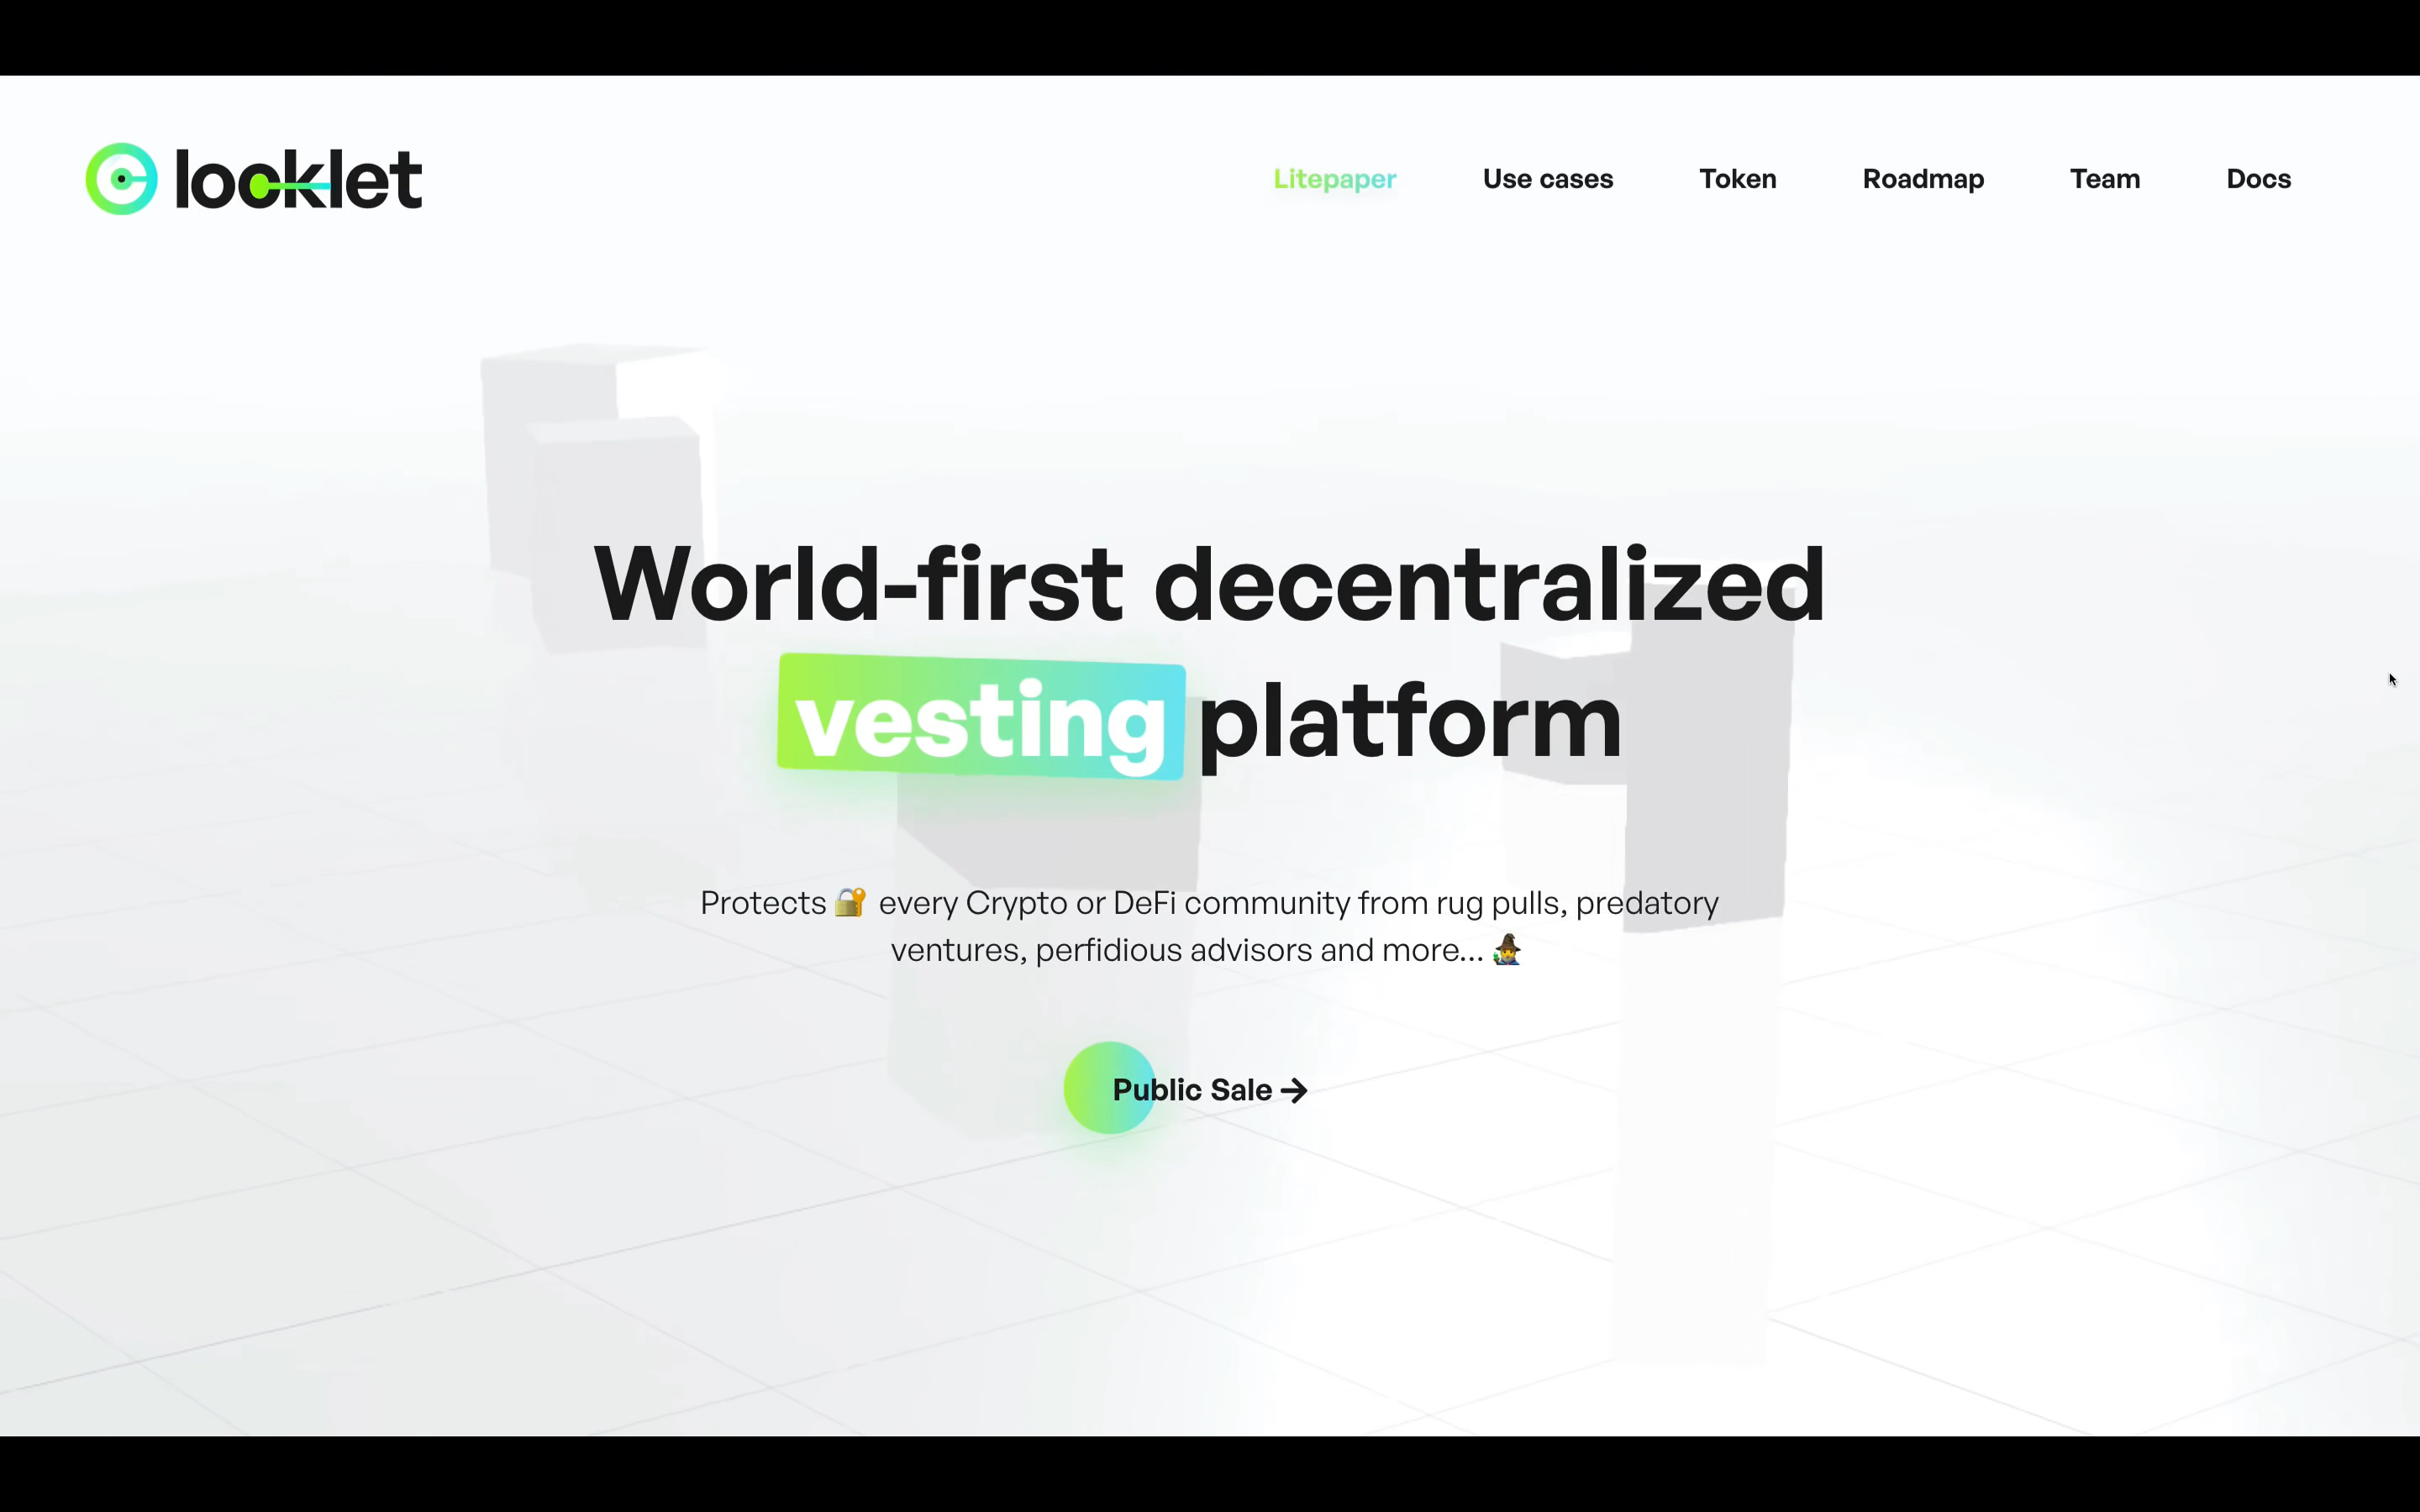 locklet
Litepaper Use cases Token Roadmap Team Docs
World-first decentralized
vesting platform
Protects 🔐 every Crypto or DeFi community from rug pulls, predatory
ventures, perfidious advisors and more... 🧙‍♂️
Public Sale →